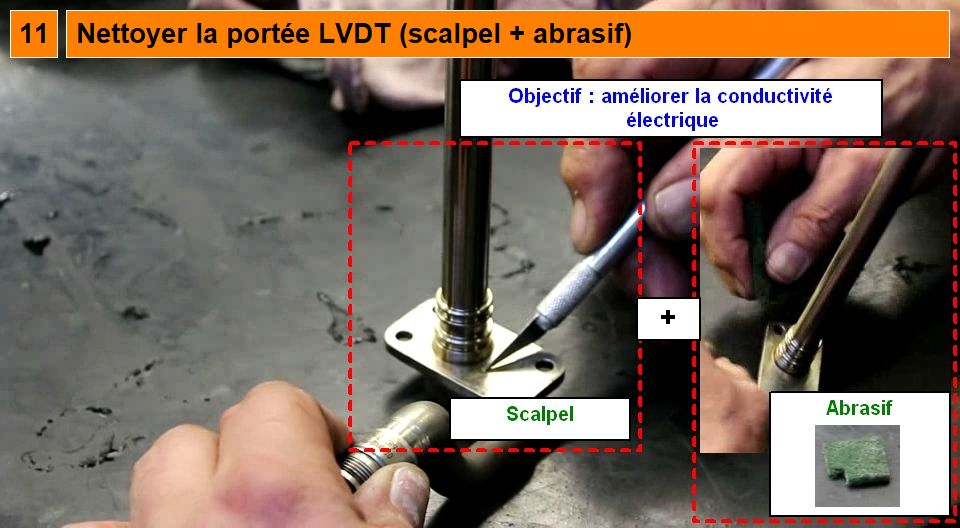 11 Nettoyer la portée LVDT (scalpel + abrasif)
Objectif : améliorer la conductivité
électrique
+
Scalpel
Abrasif